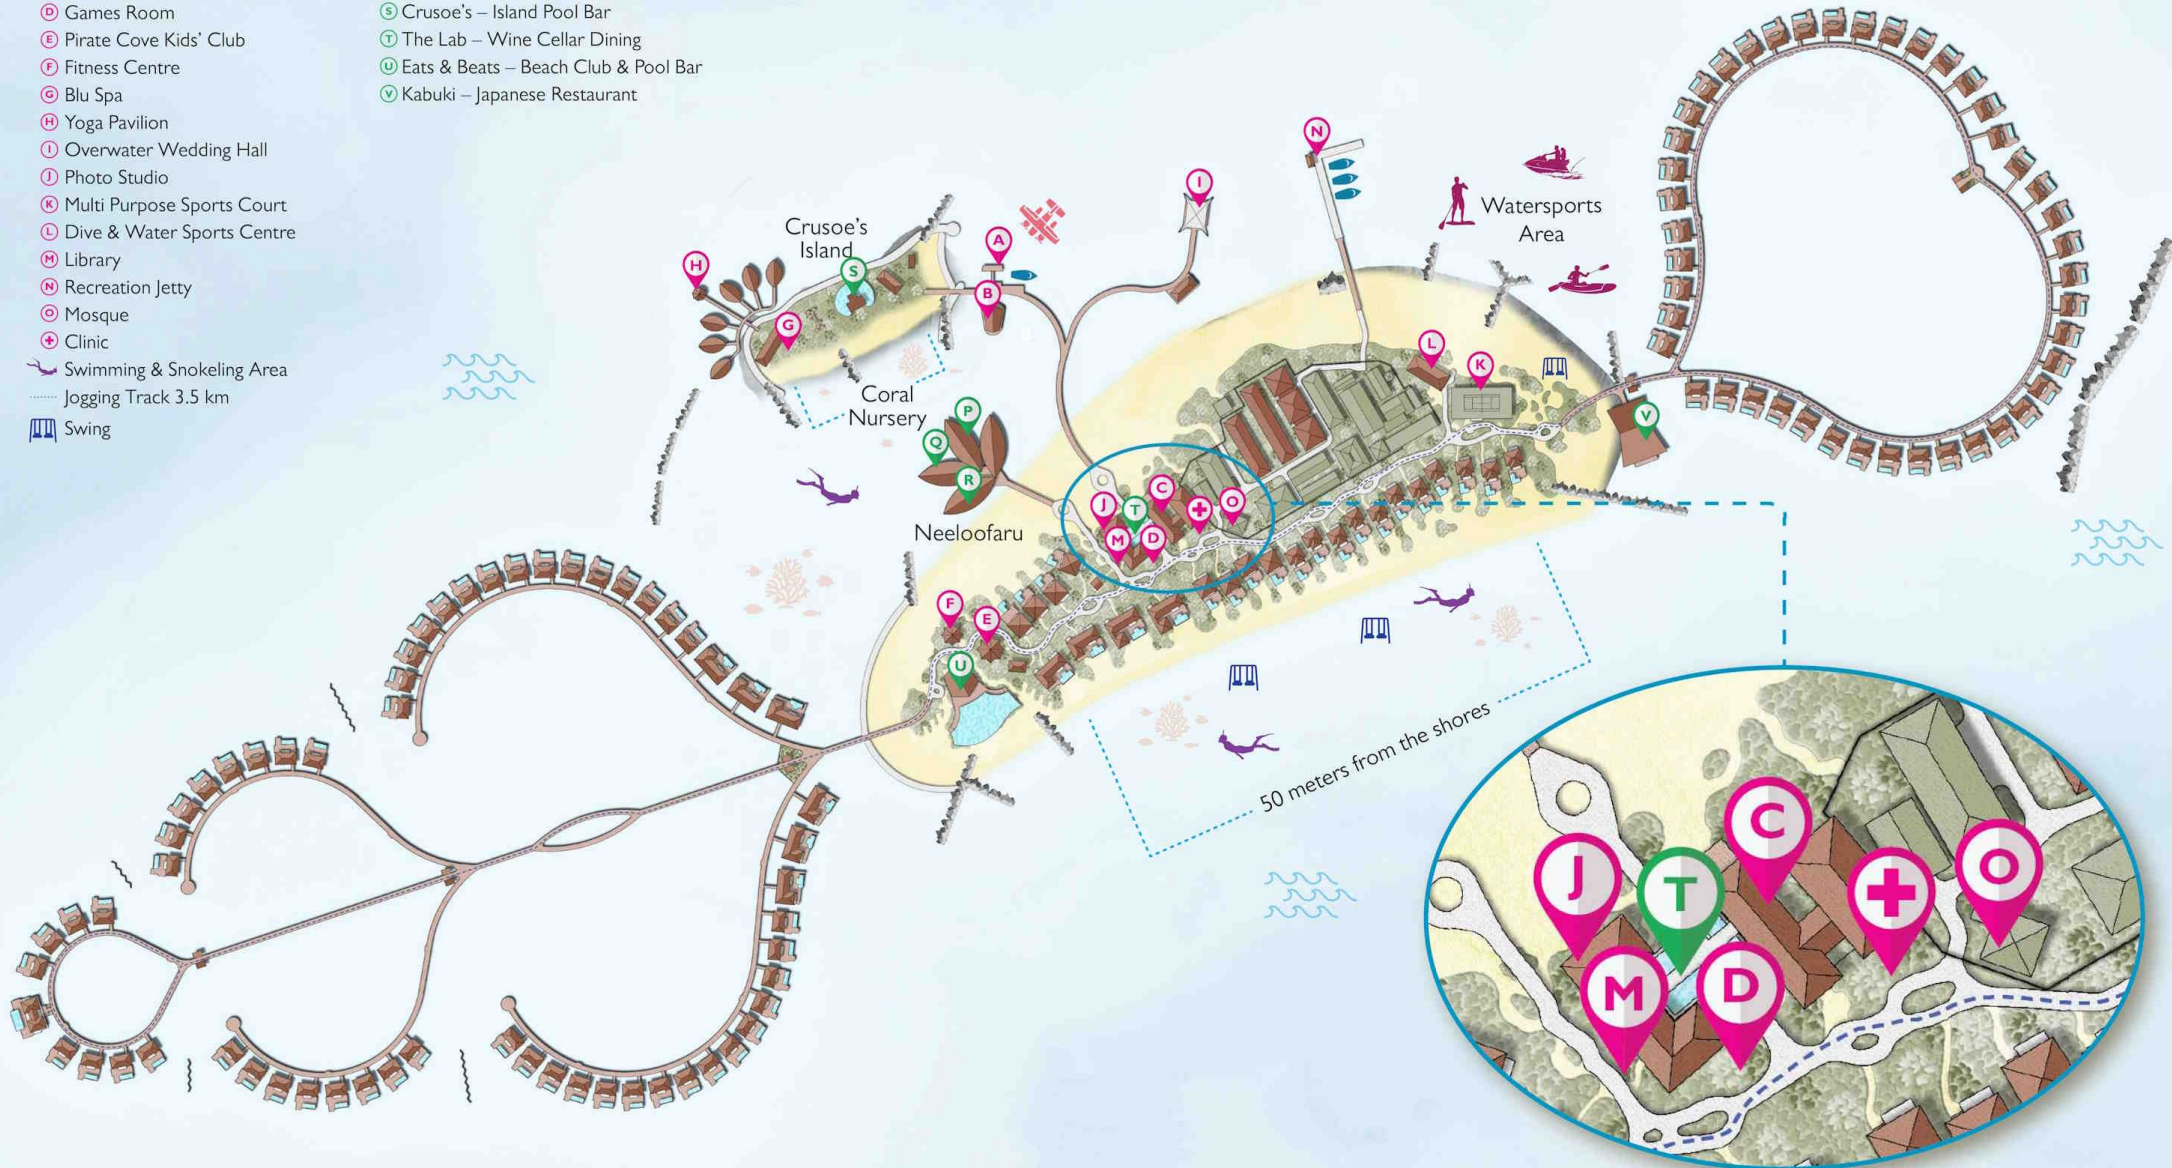 D Games Room
E Pirate Cove Kids' Club
F Fitness Centre
G Blu Spa
H Yoga Pavilion
I Overwater Wedding Hall
J Photo Studio
K Multi Purpose Sports Court
L Dive & Water Sports Centre
M Library
N Recreation Jetty
O Mosque
Clinic
Swimming & Snokeling Area
Jogging Track 3.5 km
Swing
S Crusoe's – Island Pool Bar
T The Lab – Wine Cellar Dining
U Eats & Beats – Beach Club & Pool Bar
V Kabuki – Japanese Restaurant
N
I
Watersports
Area
Crusoe's
Island
A
H
S
B
G
L
K
Coral
Nursery
P
Q
R
V
Neeloofaru
J
T
C
O
M
D
F
E
U
50 meters from the shores
C
J
T
O
M
D